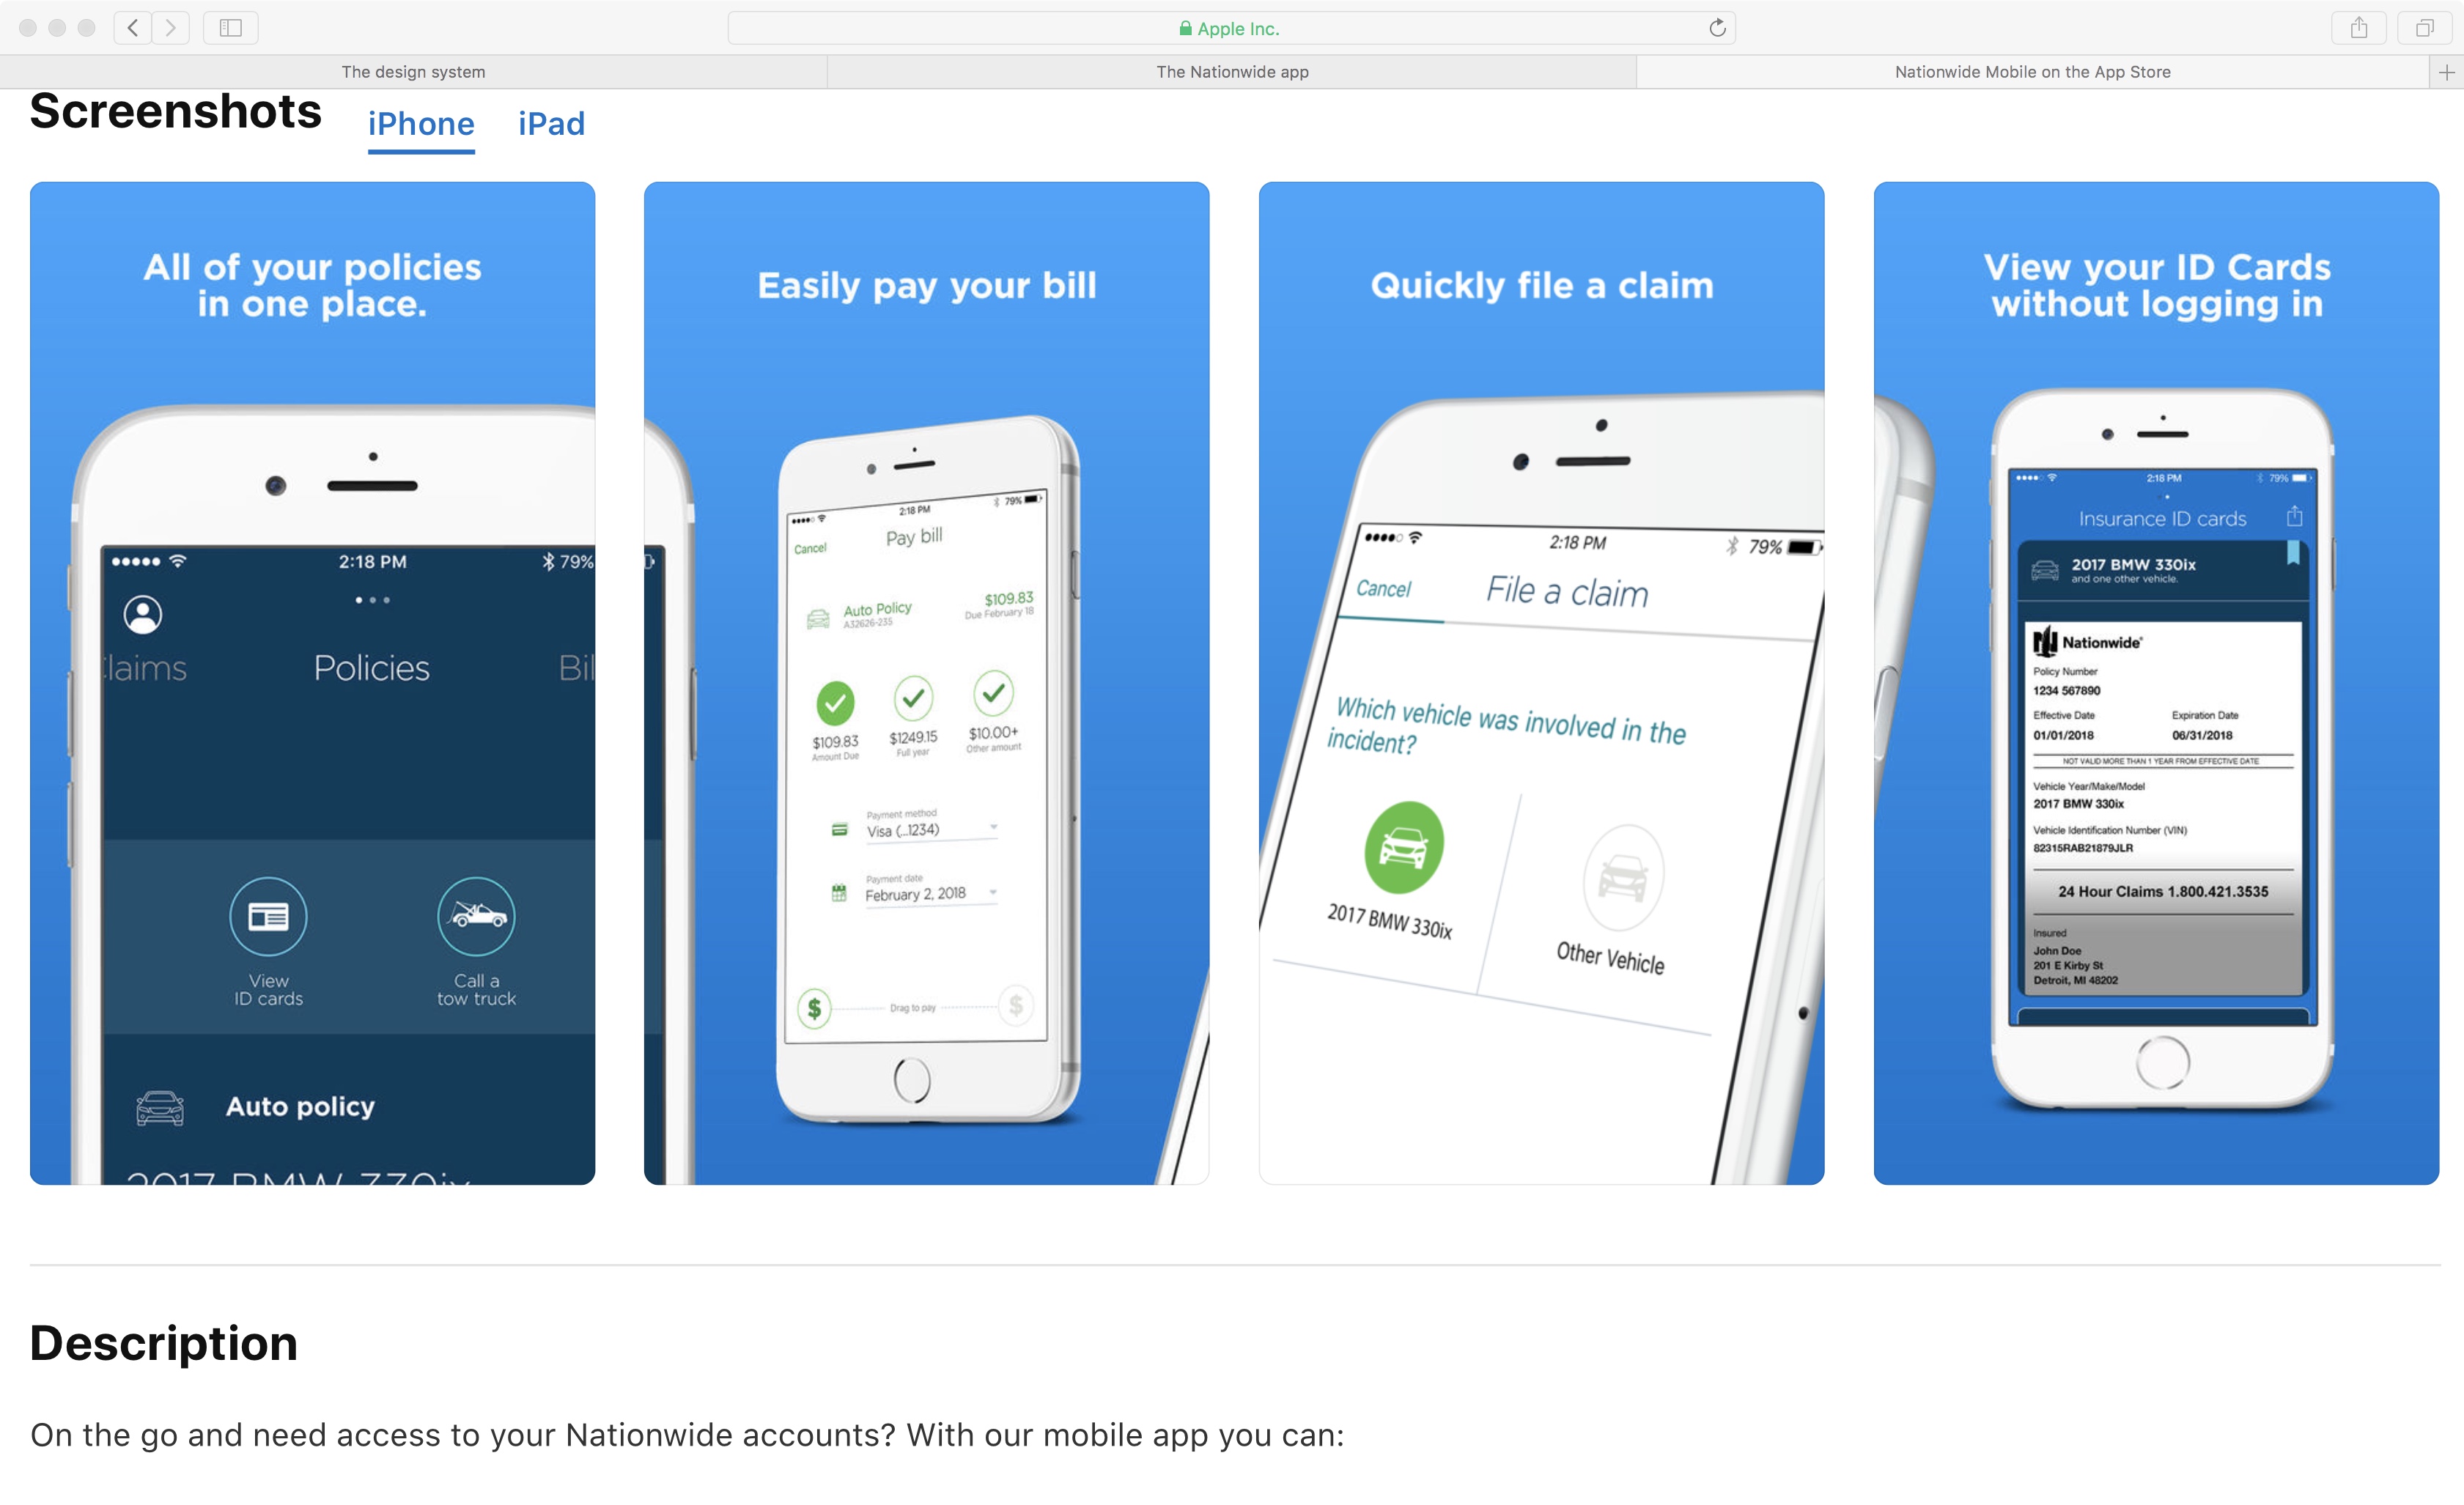 Apple Inc.
The design system
The Nationwide app
Nationwide Mobile on the App Store
Screenshots
iPhone
iPad
All of your policies
in one place.
2:18 PM
79%
laims
Policies
Bil
View
ID cards
Call a
tow truck
Auto policy
2017 BMW 330ix
Easily pay your bill
2:18 PM
79%
Cancel
Pay bill
Auto Policy
A32626-235
$109.83
Due February 18
$109.83
Amount Due
$1249.15
Full year
$10.00+
Other amount
Payment method
Visa (...1234)
Payment date
February 2, 2018
$
Drag to pay
$
Quickly file a claim
2:18 PM
79%
Cancel
File a claim
Which vehicle was involved in the
incident?
2017 BMW 330ix
Other Vehicle
View your ID Cards
without logging in
2:18 PM
79%
Insurance ID cards
2017 BMW 330ix
and one other vehicle.
Nationwide®
Policy Number
1234 567890
Effective Date
Expiration Date
01/01/2018
06/31/2018
NOT VALID MORE THAN 1 YEAR FROM EFFECTIVE DATE
Vehicle Year/Make/Model
2017 BMW 330ix
Vehicle Identification Number (VIN)
82315RAB21879JLR
24 Hour Claims 1.800.421.3535
Insured
John Doe
201 E Kirby St
Detroit, MI 48202
Description
On the go and need access to your Nationwide accounts? With our mobile app you can: